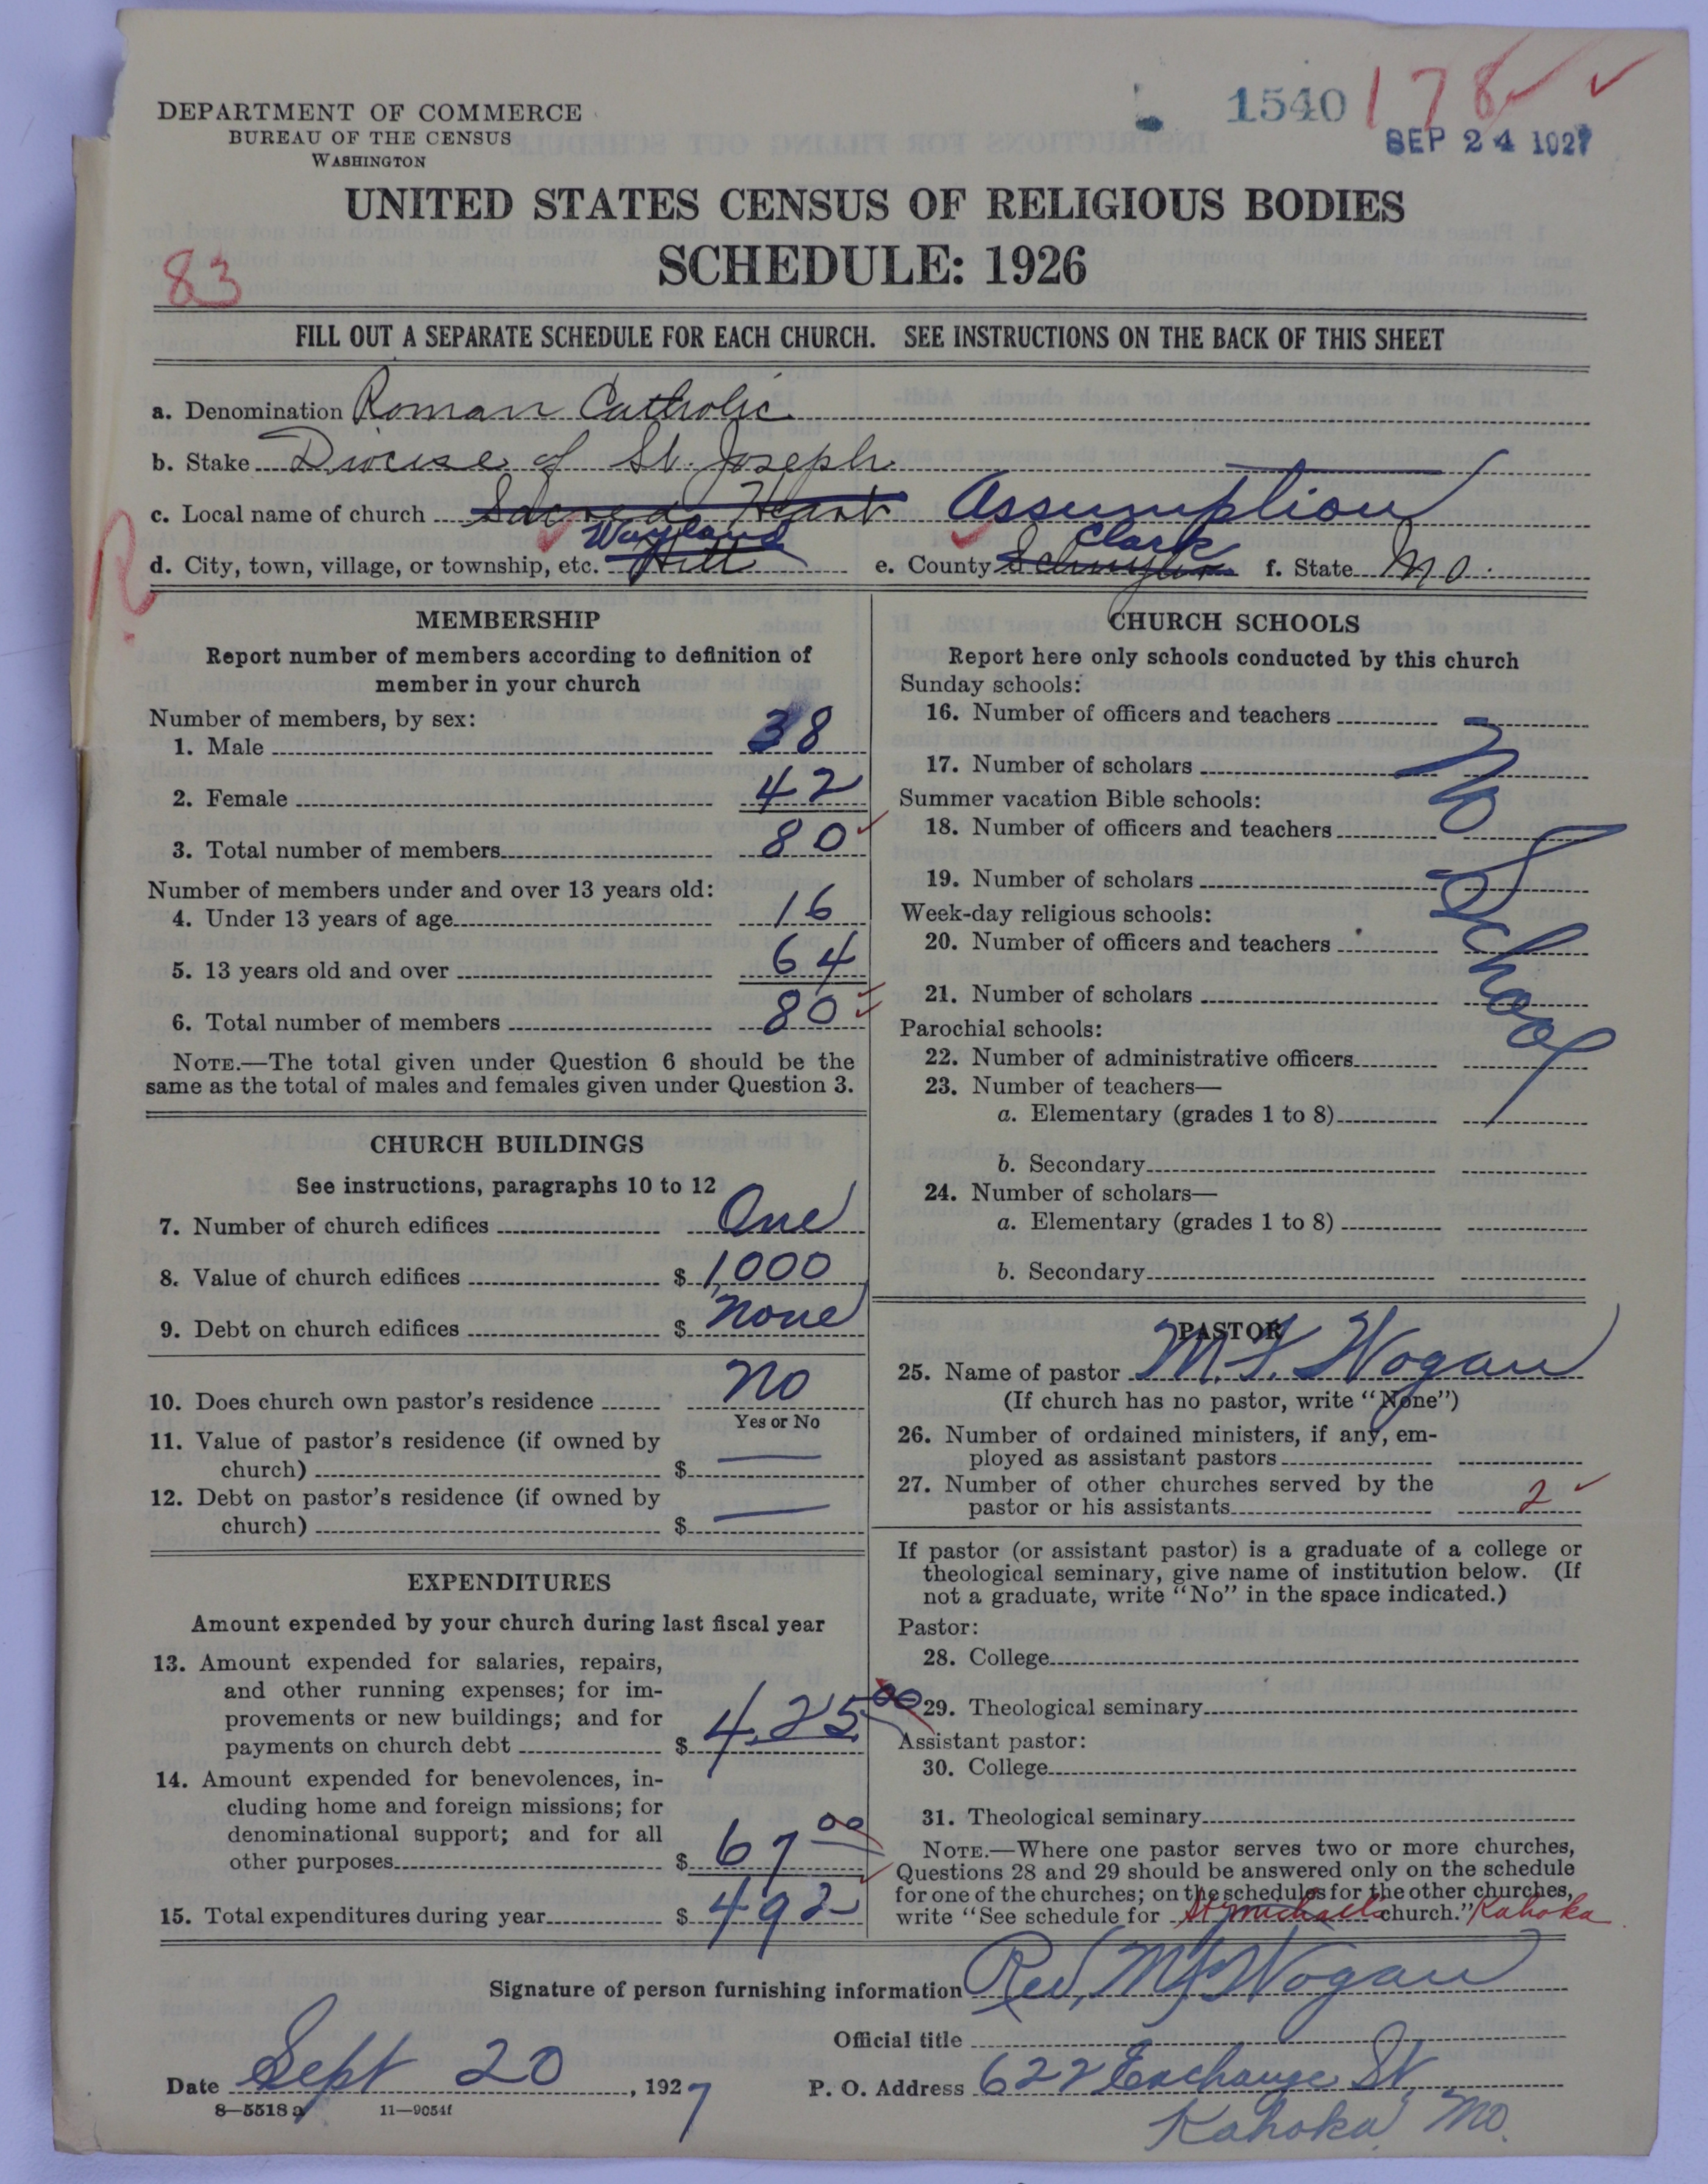 DEPARTMENT OF COMMERCE
BUREAU OF THE CENSUS
WASHINGTON
1540
178
SEP 24 1927
UNITED STATES CENSUS OF RELIGIOUS BODIES
SCHEDULE: 1926
83
FILL OUT A SEPARATE SCHEDULE FOR EACH CHURCH. SEE INSTRUCTIONS ON THE BACK OF THIS SHEET
a. Denomination Roman Catholic
b. Stake Diocese of St. Joseph
c. Local name of church Sacred Heart Assumption
Wayland Clark
d. City, town, village, or township, etc. Hill e. County Schuyler f. State Mo.
R
MEMBERSHIP
Report number of members according to definition of
member in your church
Number of members, by sex:
1. Male 38
2. Female 42
3. Total number of members 80
Number of members under and over 13 years old:
4. Under 13 years of age 16
5. 13 years old and over 64
6. Total number of members 80
NOTE.—The total given under Question 6 should be the
same as the total of males and females given under Question 3.
CHURCH BUILDINGS
See instructions, paragraphs 10 to 12
7. Number of church edifices One
8. Value of church edifices $ 1,000
9. Debt on church edifices $ None
10. Does church own pastor's residence No
Yes or No
11. Value of pastor's residence (if owned by
church) $ —
12. Debt on pastor's residence (if owned by
church) $ —
EXPENDITURES
Amount expended by your church during last fiscal year
13. Amount expended for salaries, repairs,
and other running expenses; for im-
provements or new buildings; and for
payments on church debt $ 425 00
14. Amount expended for benevolences, in-
cluding home and foreign missions; for
denominational support; and for all
other purposes $ 67 00
15. Total expenditures during year $ 492
CHURCH SCHOOLS
Report here only schools conducted by this church
Sunday schools:
16. Number of officers and teachers
17. Number of scholars
Summer vacation Bible schools:
18. Number of officers and teachers
19. Number of scholars
Week-day religious schools:
20. Number of officers and teachers
21. Number of scholars
No School
Parochial schools:
22. Number of administrative officers
23. Number of teachers—
a. Elementary (grades 1 to 8)
b. Secondary
24. Number of scholars—
a. Elementary (grades 1 to 8)
b. Secondary
PASTOR
25. Name of pastor M. F. Wogan
(If church has no pastor, write "None")
26. Number of ordained ministers, if any, em-
ployed as assistant pastors
27. Number of other churches served by the
pastor or his assistants 2
If pastor (or assistant pastor) is a graduate of a college or
theological seminary, give name of institution below. (If
not a graduate, write "No" in the space indicated.)
Pastor:
28. College
29. Theological seminary
Assistant pastor:
30. College
31. Theological seminary
NOTE.—Where one pastor serves two or more churches,
Questions 28 and 29 should be answered only on the schedule
for one of the churches; on the schedules for the other churches,
write "See schedule for St Michaels church." Kahoka
Signature of person furnishing information Rev. M F Wogan
Official title
Date Sept 20, 1927 P. O. Address 622 Exchange St.
8—5518 a 11—9054f
Kahoka, Mo.